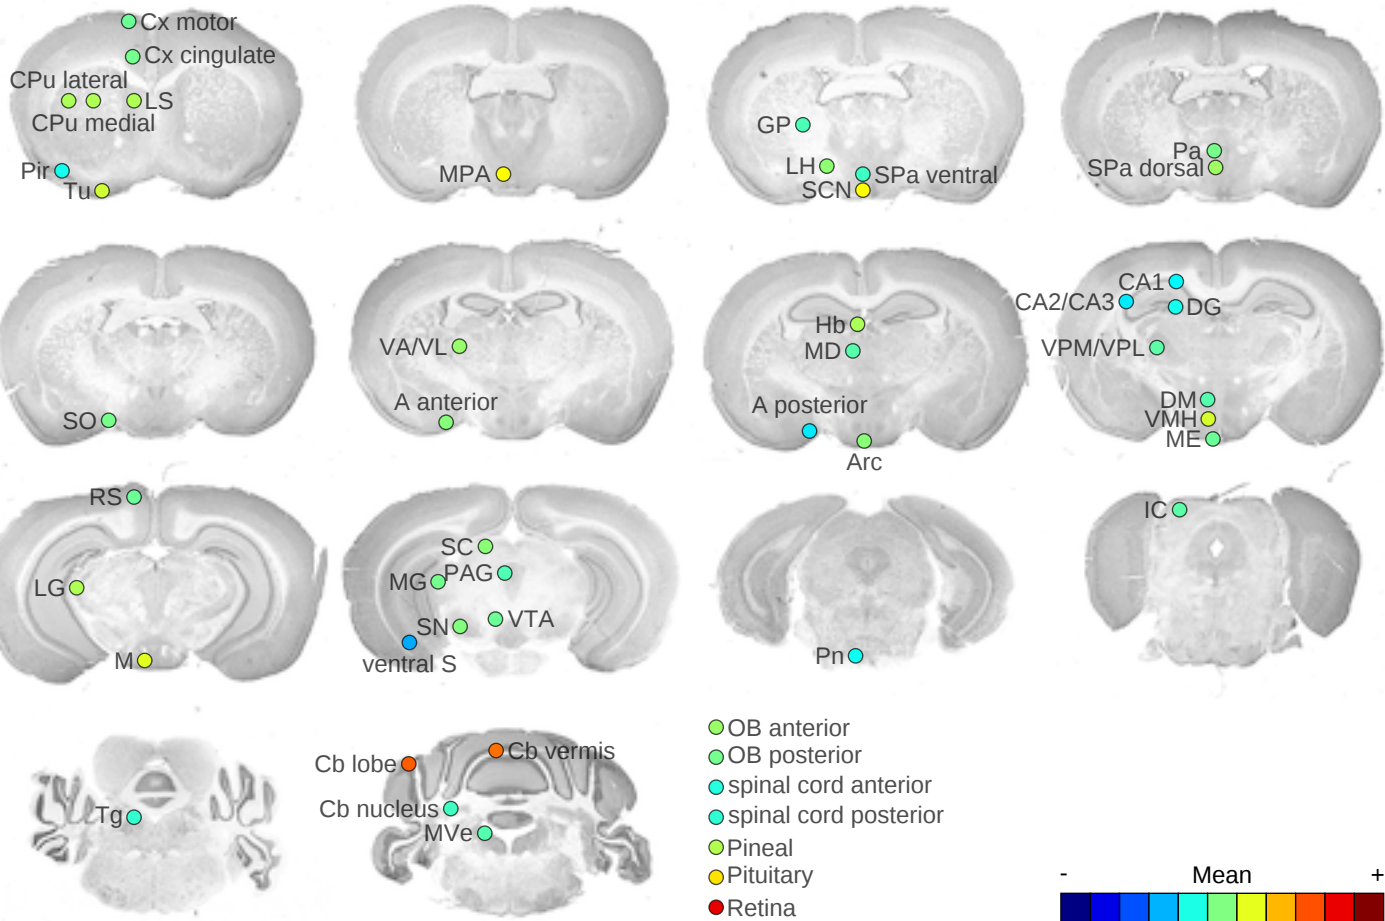 Cx motor
Cx cingulate
CPu lateral
LS
CPu medial
Pir
Tu
MPA
GP
LH
SPa ventral
SCN
Pa
SPa dorsal
SO
VA/VL
A anterior
Hb
MD
A posterior
Arc
CA1
CA2/CA3
DG
VPM/VPL
DM
VMH
ME
RS
LG
M
SC
MG
PAG
SN
VTA
ventral S
Pn
IC
Tg
Cb lobe
Cb vermis
Cb nucleus
MVe
OB anterior
OB posterior
spinal cord anterior
spinal cord posterior
Pineal
Pituitary
Retina
- Mean +